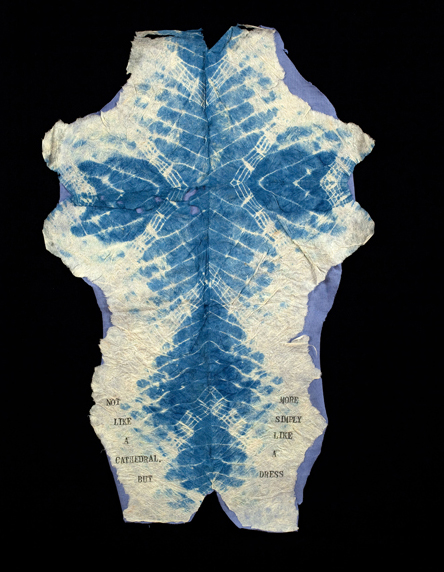 NOT
LIKE
A
CATHEDRAL,
BUT
MORE
SIMPLY
LIKE
A
DRESS